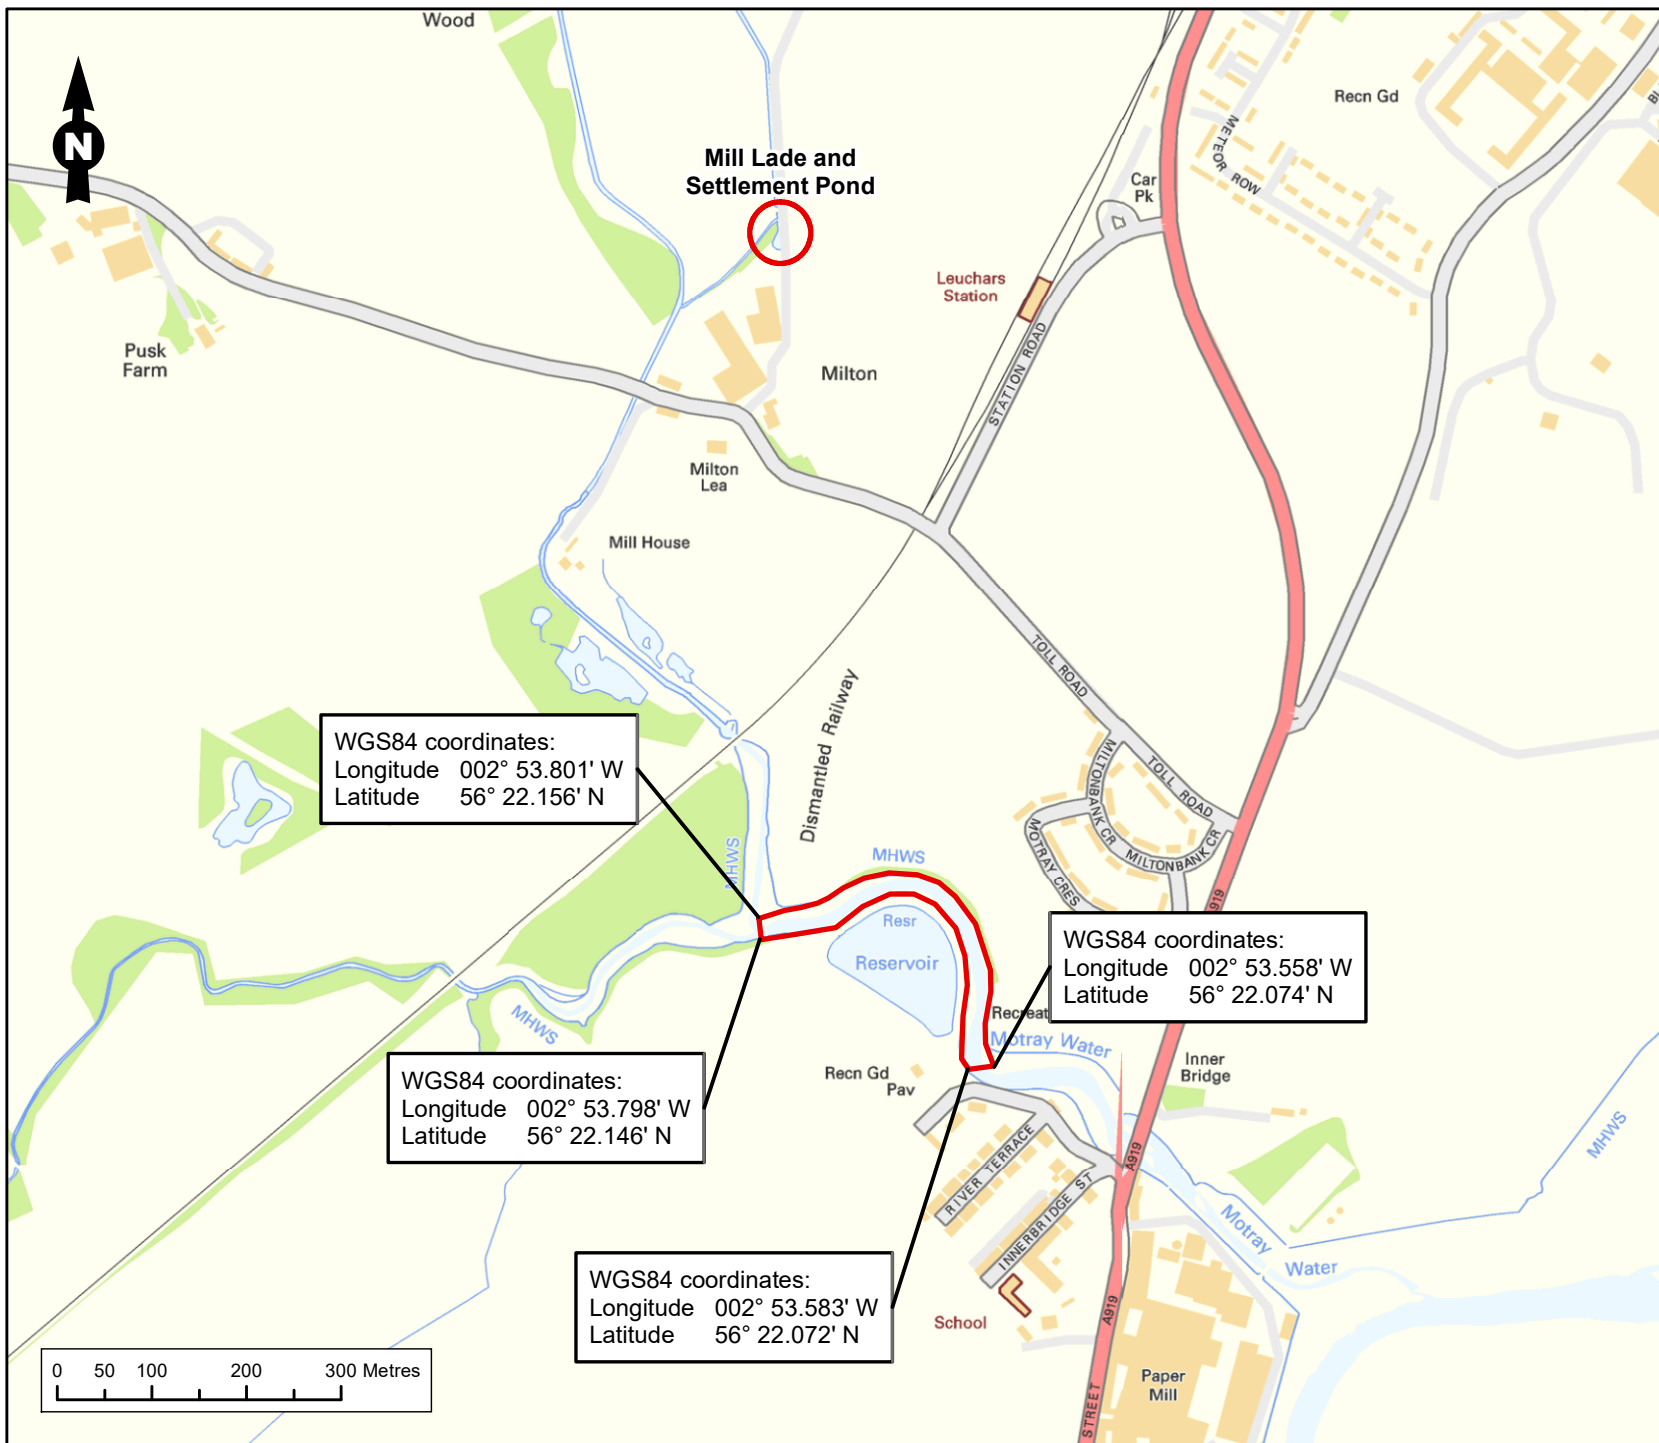 Wood
N
Mill Lade and
Settlement Pond
Recn Gd
METEOR ROW
Car
Pk
Leuchars
Station
STATION ROAD
Pusk
Farm
Milton
Milton
Lea
Mill House
TOLL ROAD
Dismantled Railway
WGS84 coordinates:
Longitude 002° 53.801' W
Latitude 56° 22.156' N
MILTONBANK CR
TOLL ROAD
MILTONBANK CR
MOTRAY CRES
MHWS
MHWS
919
Resr
Reservoir
WGS84 coordinates:
Longitude 002° 53.558' W
Latitude 56° 22.074' N
MHWS
Recreat
Motray Water
Inner
Bridge
WGS84 coordinates:
Longitude 002° 53.798' W
Latitude 56° 22.146' N
Recn Gd
Pav
MHWS
A919
RIVER TERRACE
INNERBRIDGE ST
Motray
Water
WGS84 coordinates:
Longitude 002° 53.583' W
Latitude 56° 22.072' N
School
A919
0 50 100 200 300 Metres
Paper
Mill
STREET